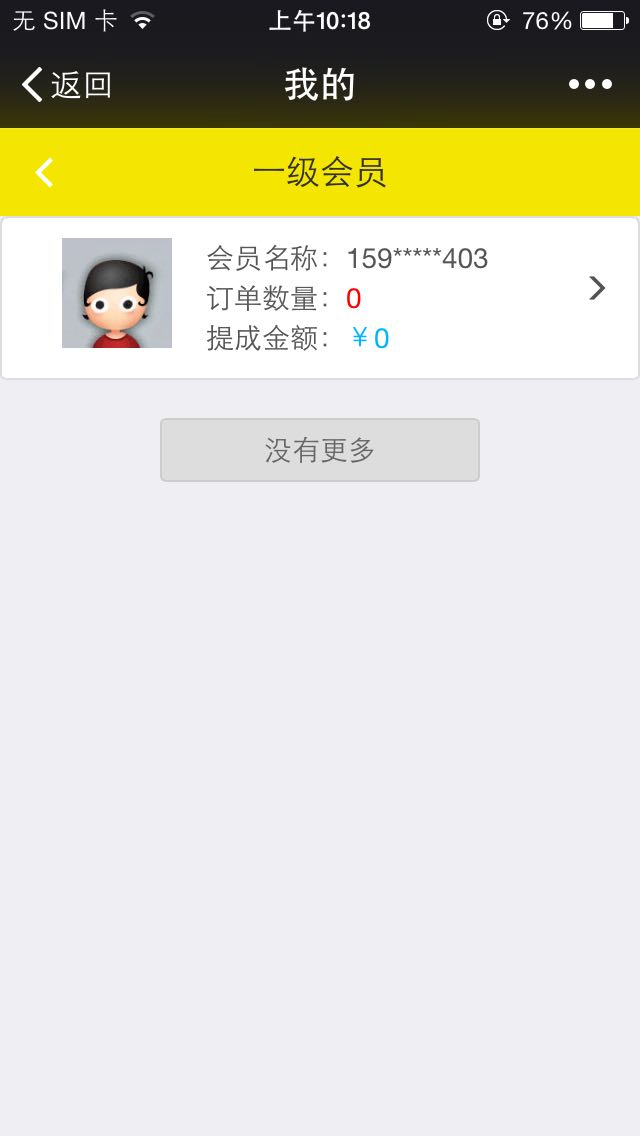 无 SIM 卡 上午10:18 76%
返回 我的
一级会员
会员名称：159*****403
订单数量：0
提成金额：￥0
没有更多